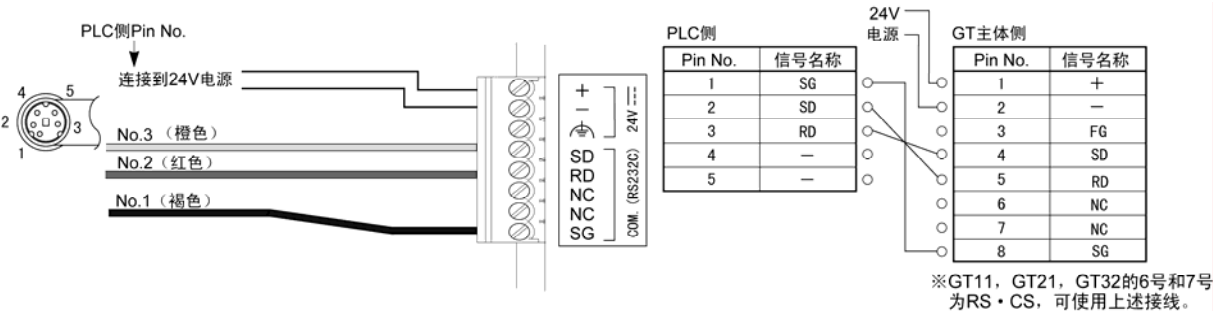 PLC侧Pin No.
连接到24V电源
4
5
2
3
1
No.3（橙色）
No.2（红色）
No.1（褐色）
+
−
24V
SD
RD
NC
NC
SG
COM. (RS232C)
PLC侧
Pin No. 信号名称
1 SG
2 SD
3 RD
4 —
5 —
24V
电源
GT主体侧
Pin No. 信号名称
1 +
2 —
3 FG
4 SD
5 RD
6 NC
7 NC
8 SG
※GT11，GT21，GT32的6号和7号
为RS・CS，可使用上述接线。